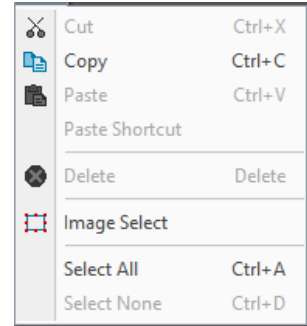 Cut Ctrl+X
Copy Ctrl+C
Paste Ctrl+V
Paste Shortcut
Delete Delete
Image Select
Select All Ctrl+A
Select None Ctrl+D